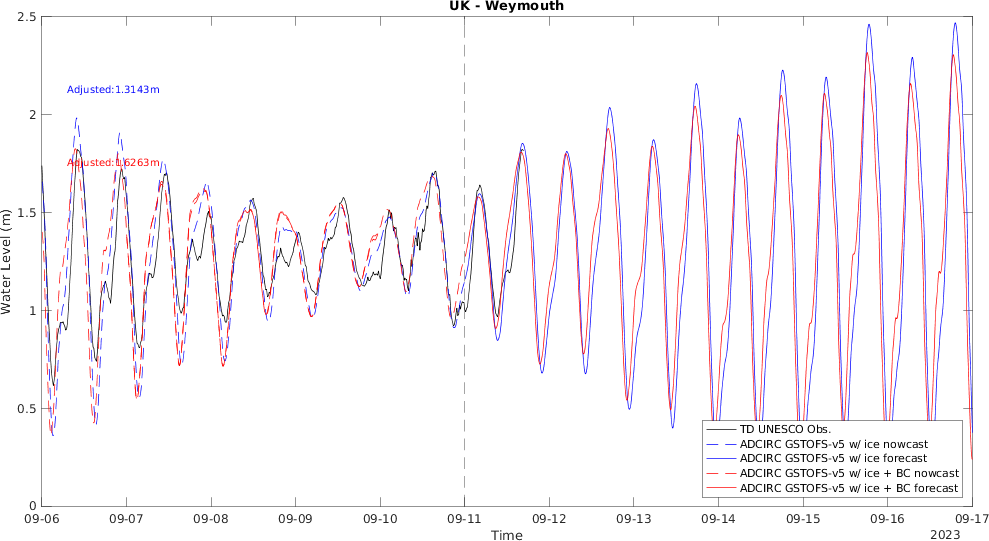 UK - Weymouth
Water Level (m)
2.5
2
1.5
1
0.5
0
Adjusted:1.3143m
Adjusted:1.6263m
TD UNESCO Obs.
ADCIRC GSTOFS-v5 w/ ice nowcast
ADCIRC GSTOFS-v5 w/ ice forecast
ADCIRC GSTOFS-v5 w/ ice + BC nowcast
ADCIRC GSTOFS-v5 w/ ice + BC forecast
09-06 09-07 09-08 09-09 09-10 09-11 09-12 09-13 09-14 09-15 09-16 09-17
Time
2023